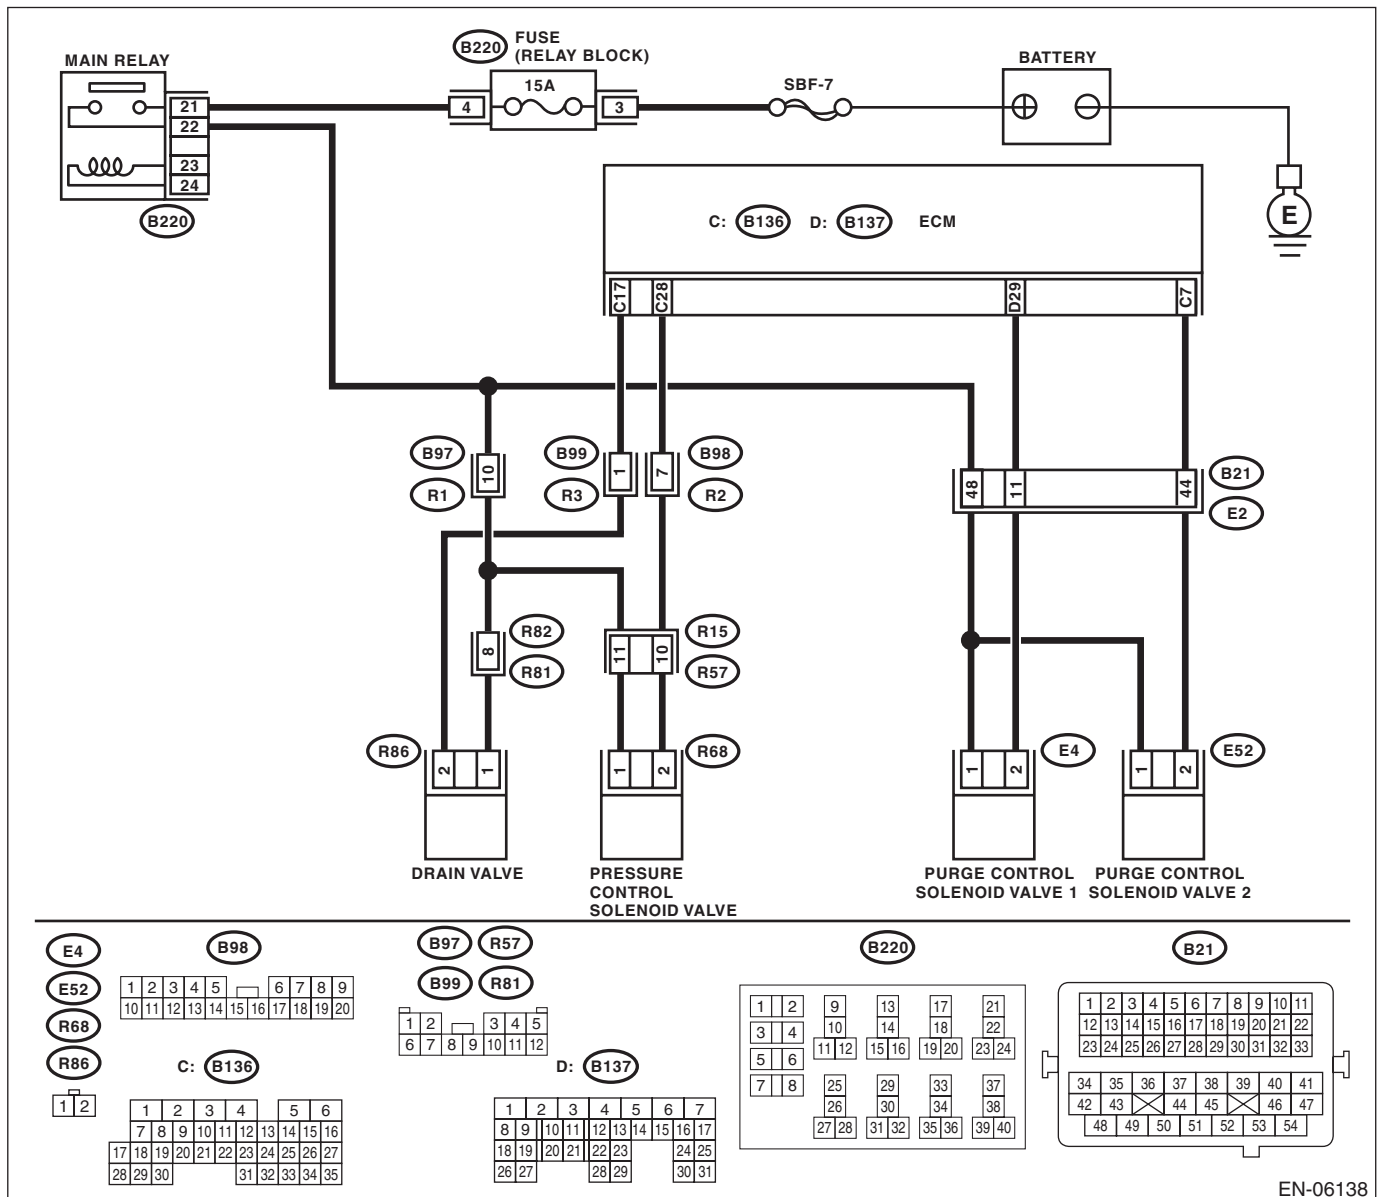 B220 FUSE
(RELAY BLOCK)
MAIN RELAY
BATTERY
15A
SBF-7
21
4
3
22
23
24
B220
E
C: B136 D: B137 ECM
C17
C28
D29
C7
B97
B99
B98
B21
10
1
7
48
11
44
R1
R3
R2
E2
R82
R15
8
11
10
R81
R57
R86
R68
E4
E52
2
1
1
2
1
2
1
2
DRAIN VALVE
PRESSURE
CONTROL
SOLENOID VALVE
PURGE CONTROL
SOLENOID VALVE 1
PURGE CONTROL
SOLENOID VALVE 2
E4
E52
R68
R86
1 2
B98
1 2 3 4 5 6 7 8 9
10 11 12 13 14 15 16 17 18 19 20
C: B136
1 2 3 4 5 6
7 8 9 10 11 12 13 14 15 16
17 18 19 20 21 22 23 24 25 26 27
28 29 30 31 32 33 34 35
B97 R57
B99 R81
1 2 3 4 5
6 7 8 9 10 11 12
D: B137
1 2 3 4 5 6 7
8 9 10 11 12 13 14 15 16 17
18 19 20 21 22 23 24 25
26 27 28 29 30 31
B220
1 2 9 13 17 21
3 4 10 14 18 22
5 6 11 12 15 16 19 20 23 24
7 8 25 29 33 37
26 30 34 38
27 28 31 32 35 36 39 40
B21
1 2 3 4 5 6 7 8 9 10 11
12 13 14 15 16 17 18 19 20 21 22
23 24 25 26 27 28 29 30 31 32 33
34 35 36 37 38 39 40 41
42 43 44 45 46 47
48 49 50 51 52 53 54
EN-06138